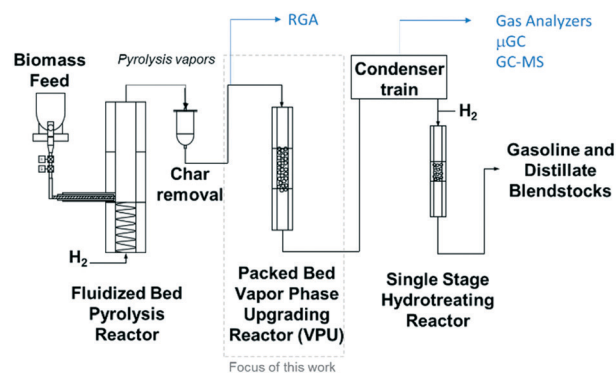 RGA
Gas Analyzers
μGC
GC-MS
Biomass
Feed
Pyrolysis vapors
Condenser
train
H2
Char
removal
Gasoline and
Distillate
Blendstocks
H2
Fluidized Bed
Pyrolysis
Reactor
Packed Bed
Vapor Phase
Upgrading
Reactor (VPU)
Single Stage
Hydrotreating
Reactor
Focus of this work